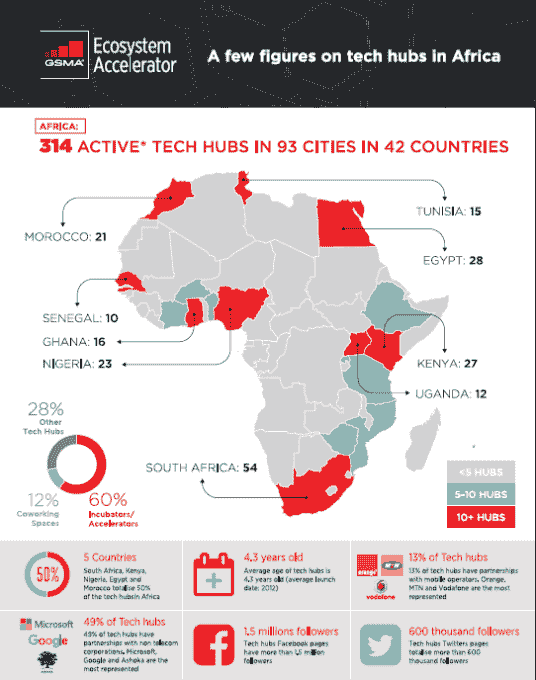 GSMA
Ecosystem
Accelerator
A few figures on tech hubs in Africa
AFRICA:
314 ACTIVE* TECH HUBS IN 93 CITIES IN 42 COUNTRIES
MOROCCO: 21
TUNISIA: 15
EGYPT: 28
SENEGAL: 10
GHANA: 16
NIGERIA: 23
KENYA: 27
UGANDA: 12
SOUTH AFRICA: 54
28%
Other
Tech Hubs
12%
Coworking
Spaces
60%
Incubators/
Accelerators
<5 HUBS
5-10 HUBS
10+ HUBS
50%
5 Countries
South Africa, Kenya,
Nigeria, Egypt and
Morocco totalise 50%
of the tech hubsin Africa
4.3 years old
Average age of tech hubs is
4.3 years old (average launch
date: 2012)
orange
MTN
vodafone
13% of Tech hubs
13% of tech hubs have partnerships
with mobile operators. Orange,
MTN and Vodafone are the most
represented
Microsoft
Google
ASHOKA
49% of Tech hubs
49% of tech hubs have
partnerships with non telecom
corporations. Microsoft,
Google and Ashoka are the
most represented
1.5 millions followers
Tech hubs Facebook pages
have more than 1,5 million
followers
600 thousand followers
Tech hubs Twitters pages
totalise more than 600
thousand followers